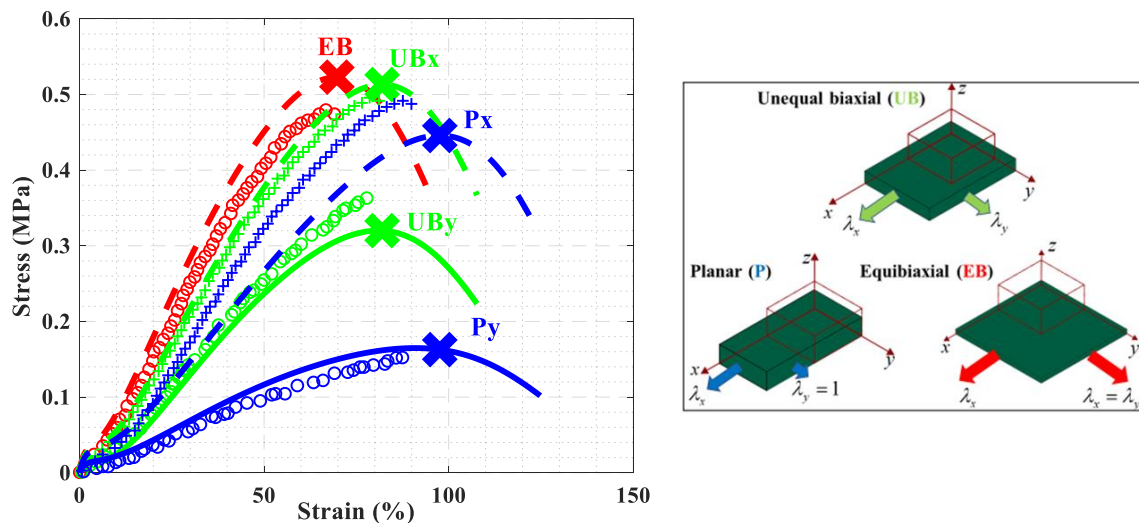 0.6
0.5
0.4
0.3
0.2
0.1
0
Stress (MPa)
0
50
100
150
Strain (%)
EB
UBx
Px
UBy
Py
Unequal biaxial (UB)
z
x
y
λx
λy
Planar (P)
z
x
y
λx
λy = 1
Equibiaxial (EB)
z
x
y
λx
λx = λy